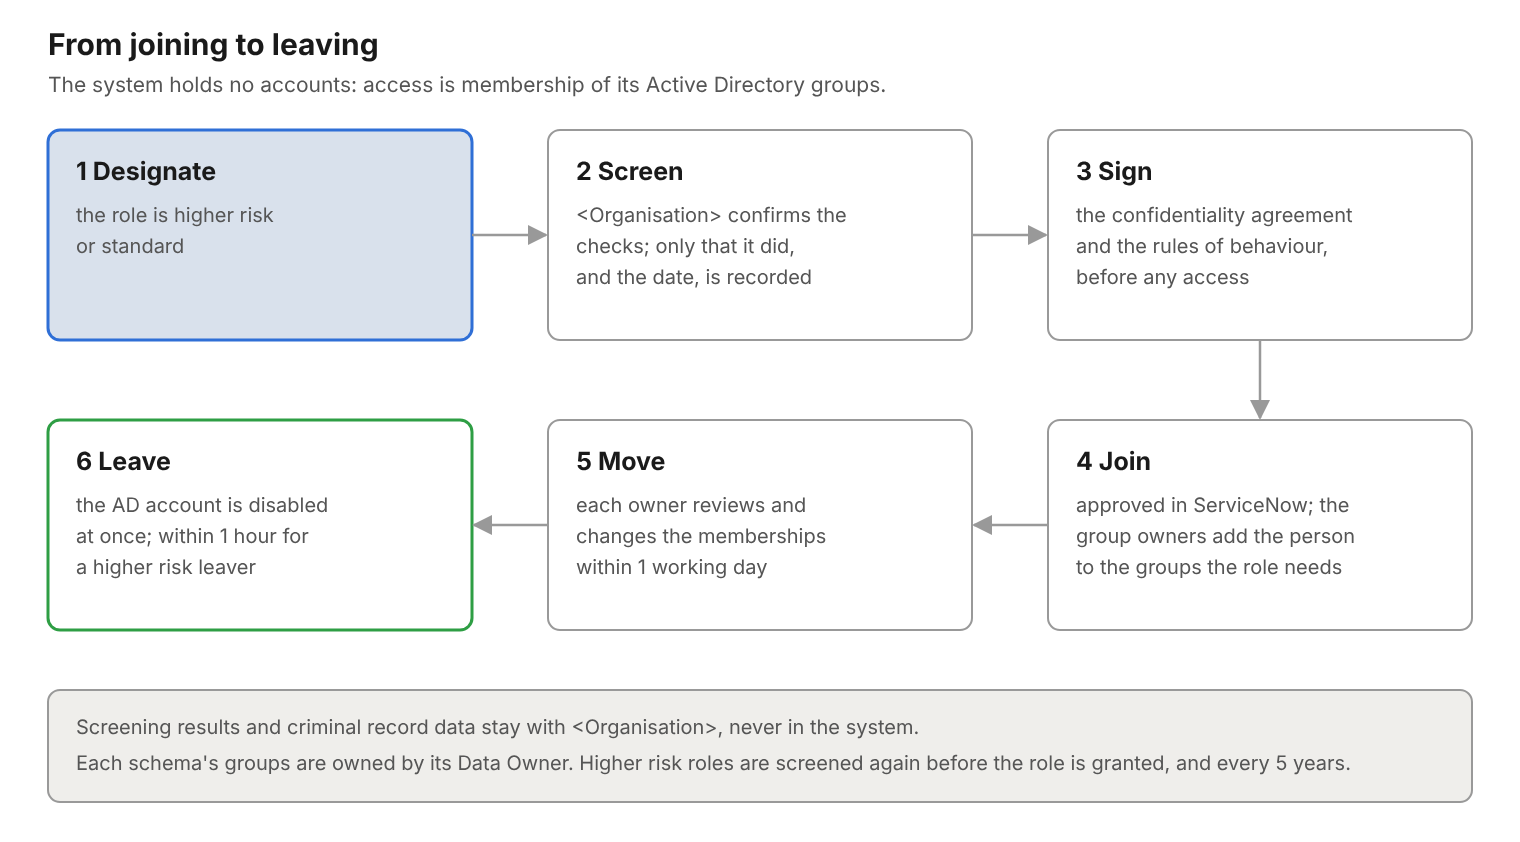 From joining to leaving
The system holds no accounts: access is membership of its Active Directory groups.
1 Designate
the role is higher risk
or standard
2 Screen
<Organisation> confirms the
checks; only that it did,
and the date, is recorded
3 Sign
the confidentiality agreement
and the rules of behaviour,
before any access
4 Join
approved in ServiceNow; the
group owners add the person
to the groups the role needs
5 Move
each owner reviews and
changes the memberships
within 1 working day
6 Leave
the AD account is disabled
at once; within 1 hour for
a higher risk leaver
Screening results and criminal record data stay with <Organisation>, never in the system.
Each schema's groups are owned by its Data Owner. Higher risk roles are screened again before the role is granted, and every 5 years.